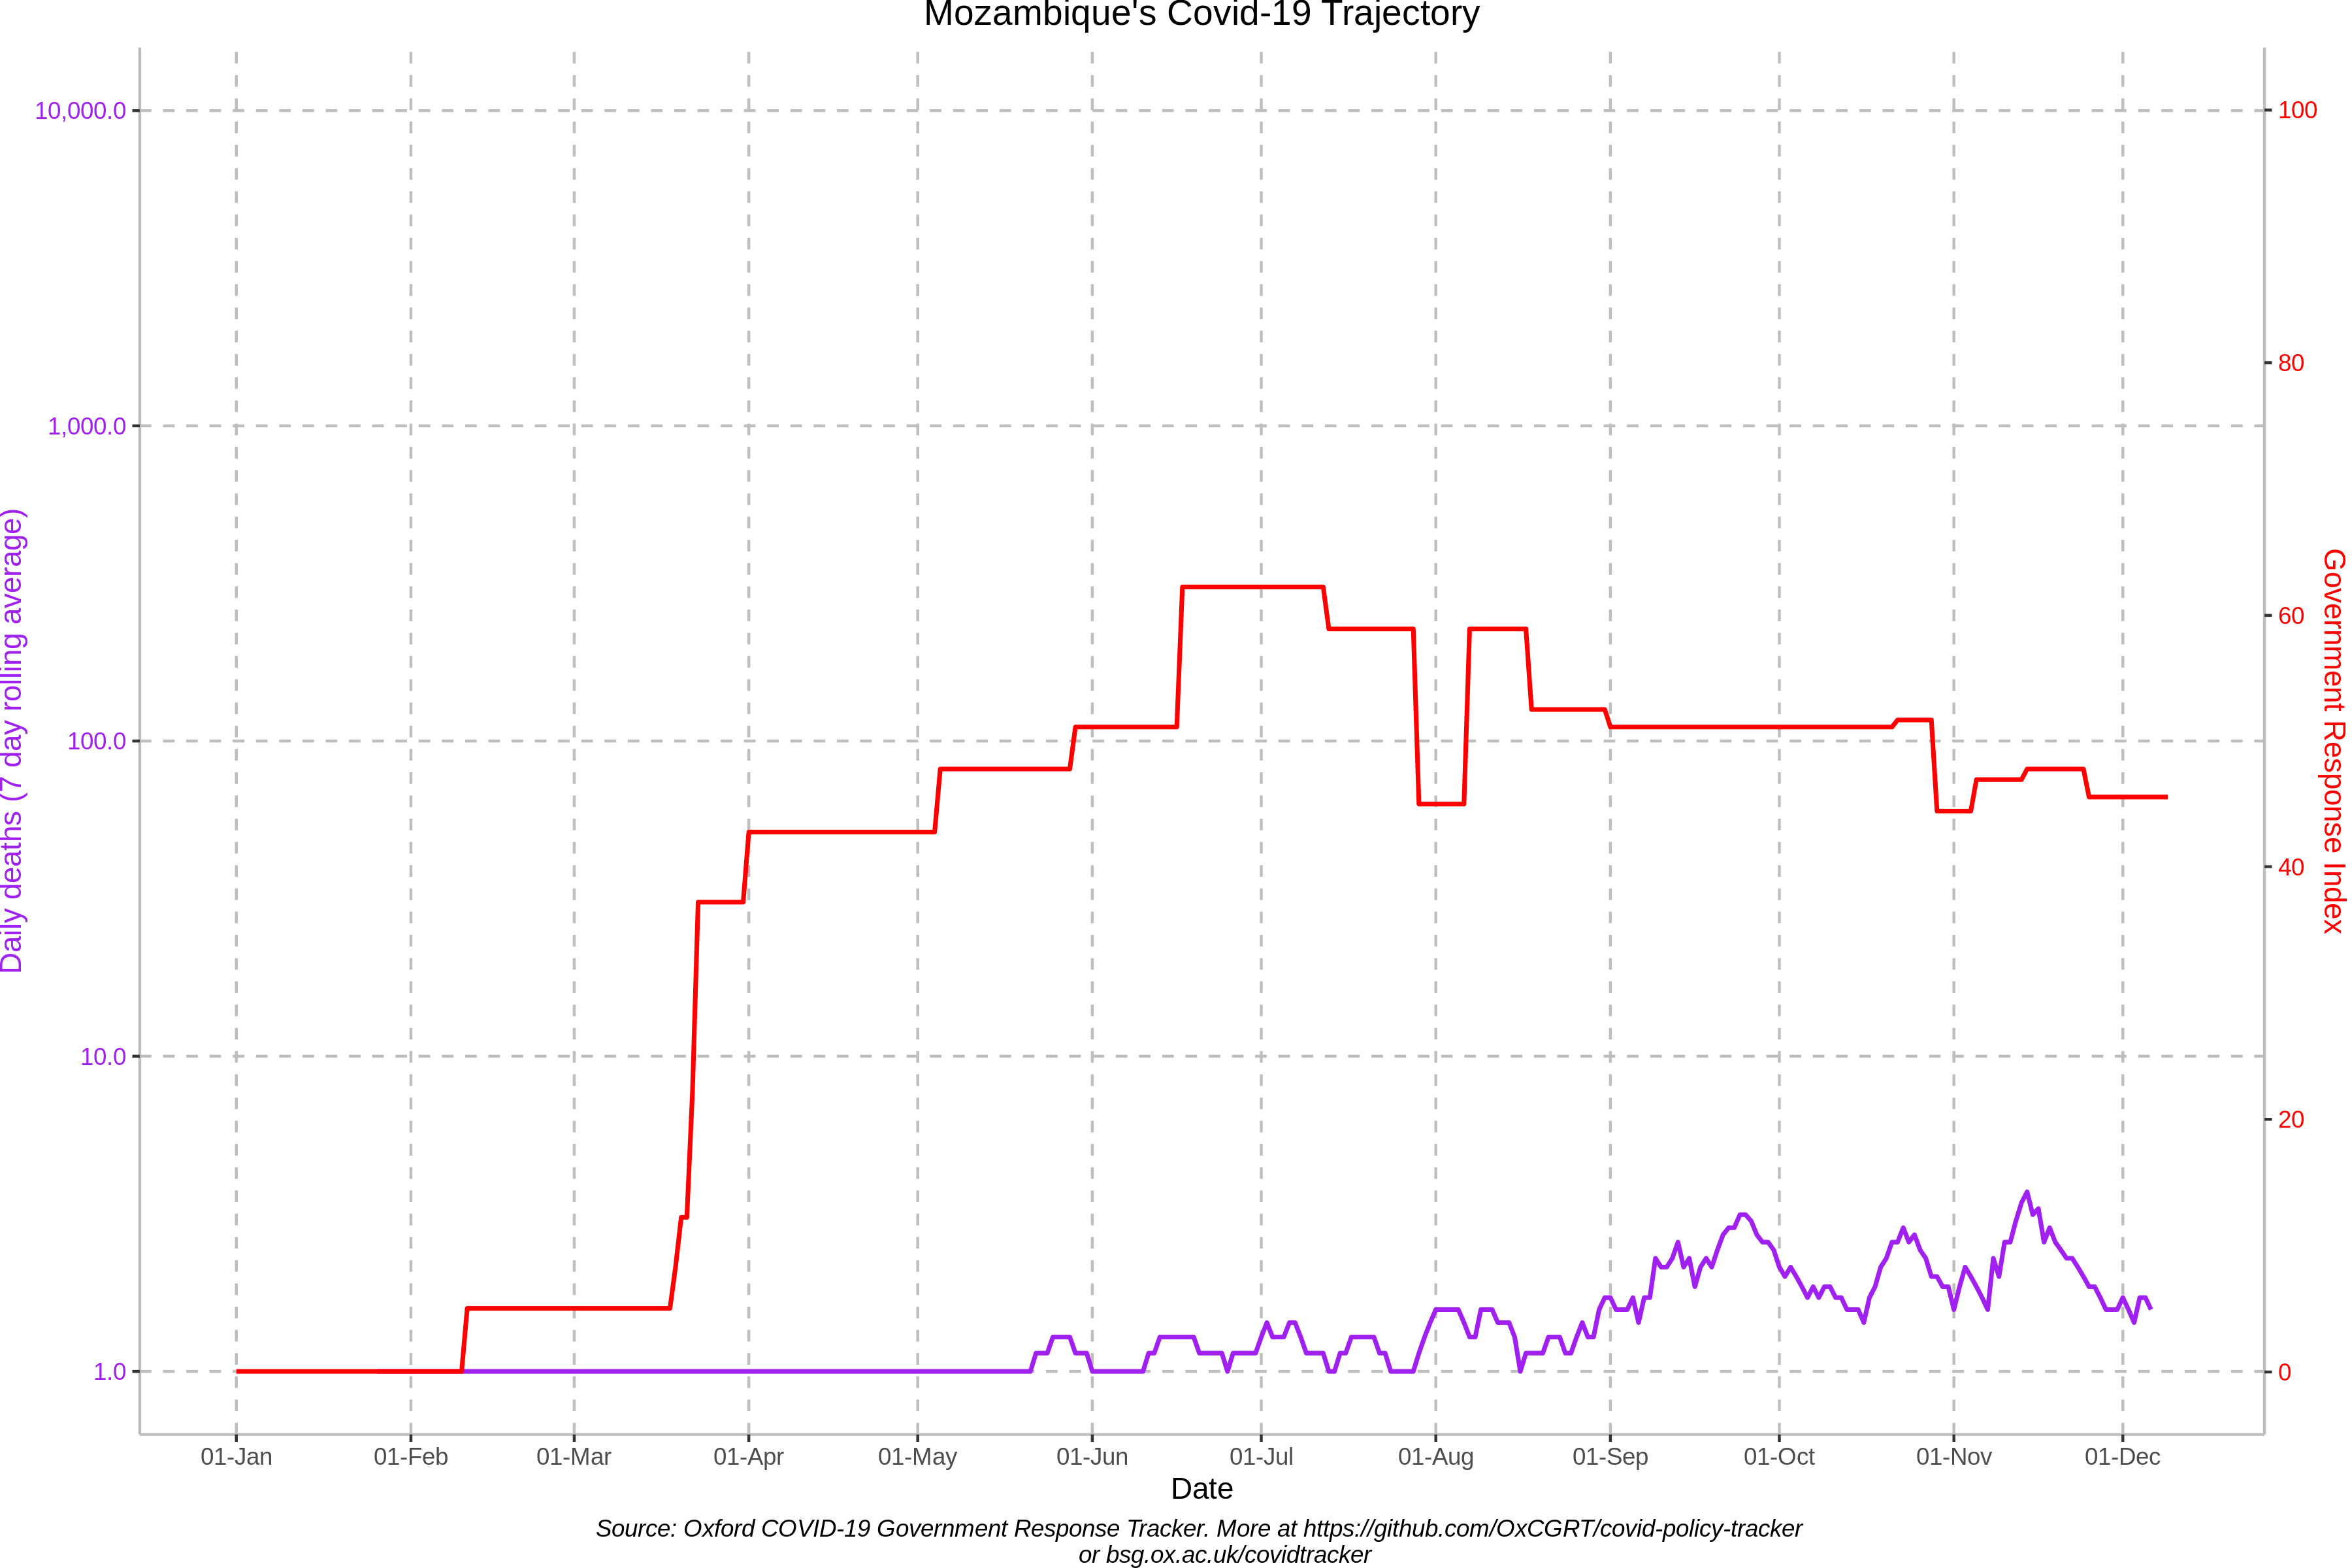 Mozambique's Covid-19 Trajectory
10,000.0
1,000.0
100.0
10.0
1.0
Daily deaths (7 day rolling average)
100
80
60
40
20
0
Government Response Index
01-Jan 01-Feb 01-Mar 01-Apr 01-May 01-Jun 01-Jul 01-Aug 01-Sep 01-Oct 01-Nov 01-Dec
Date
Source: Oxford COVID-19 Government Response Tracker. More at https://github.com/OxCGRT/covid-policy-tracker
or bsg.ox.ac.uk/covidtracker